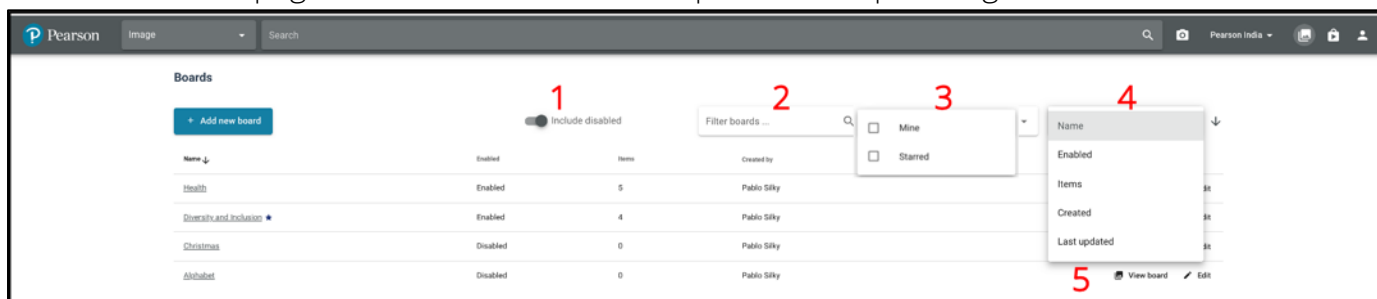 Pearson Image Search Pearson India
Boards
1 2 3 4
+ Add new board Include disabled Filter boards ... Mine Name
Name Enabled Items Created by Starred Enabled
Health Enabled 5 Pablo Silky Items
Diversity and Inclusion Enabled 4 Pablo Silky Created
Christmas Disabled 0 Pablo Silky Last updated
Alphabet Disabled 0 Pablo Silky 5 View board Edit